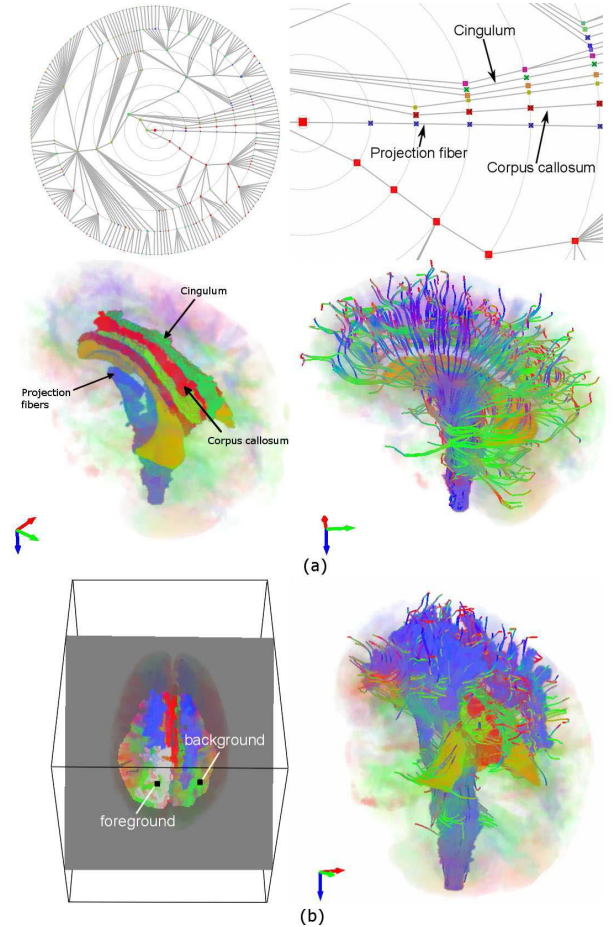 Cingulum
Projection fiber
Corpus callosum
Cingulum
Projection
fibers
Corpus callosum
(a)
background
foreground
(b)